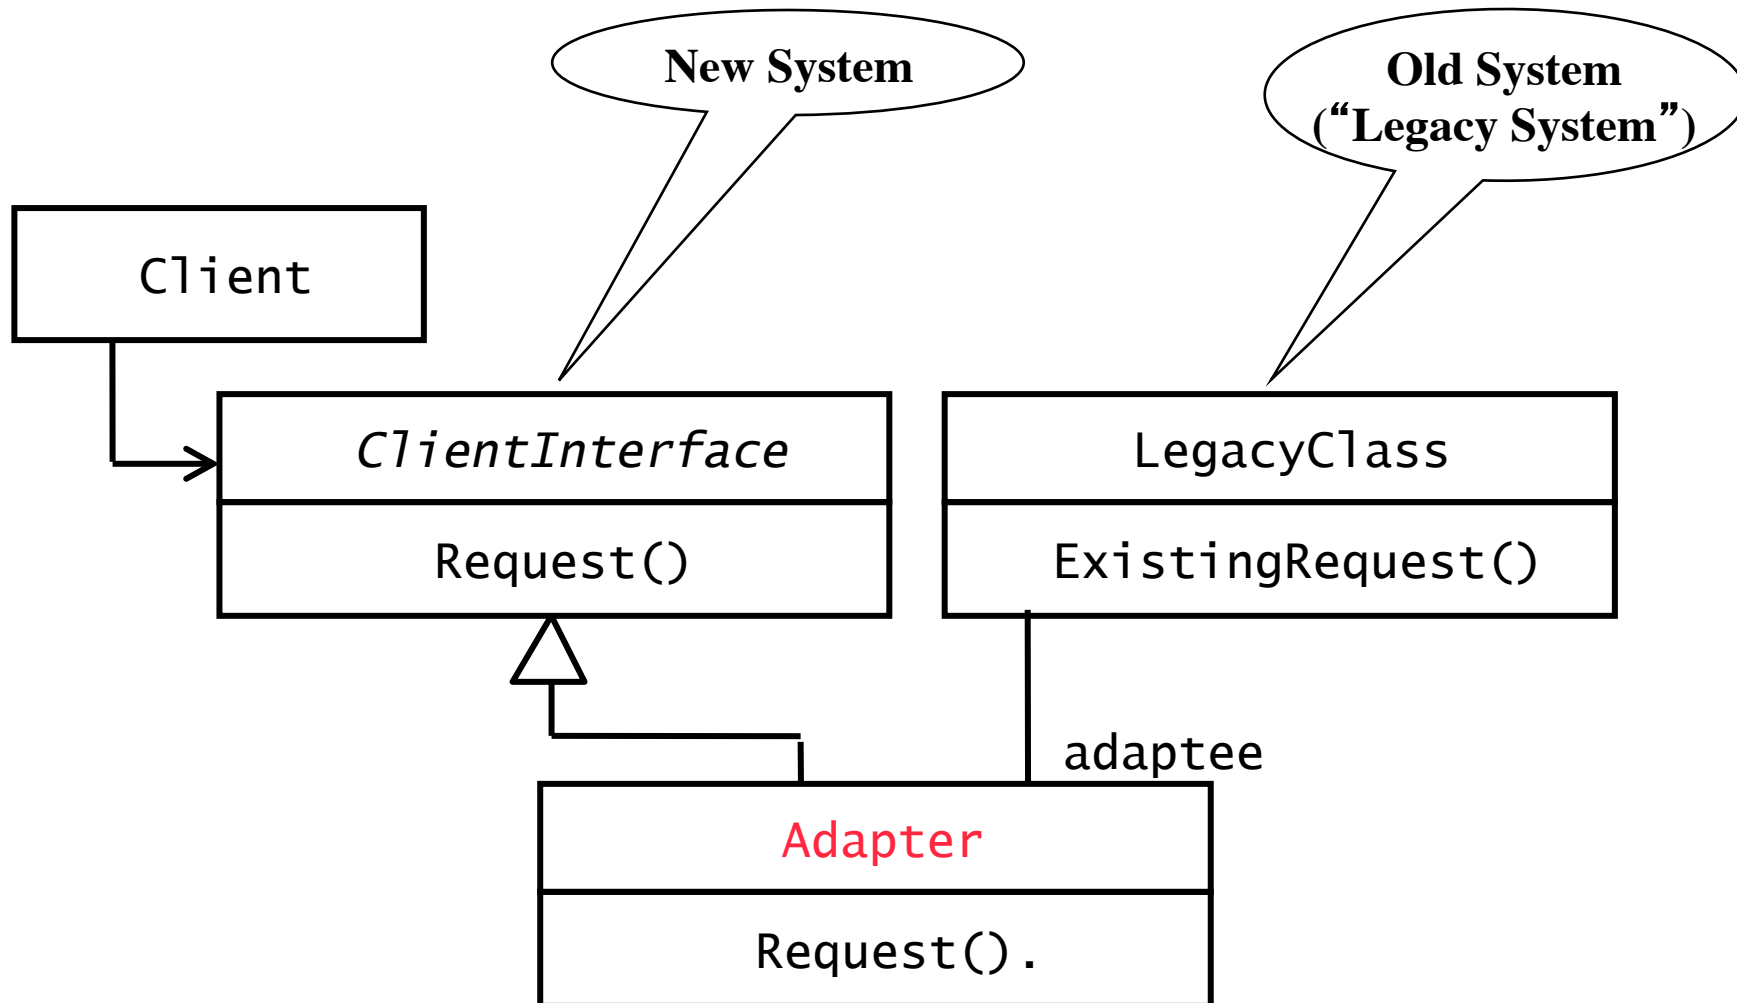 New System
Old System
(“Legacy System”)
Client
ClientInterface
Request()
LegacyClass
ExistingRequest()
adaptee
Adapter
Request().